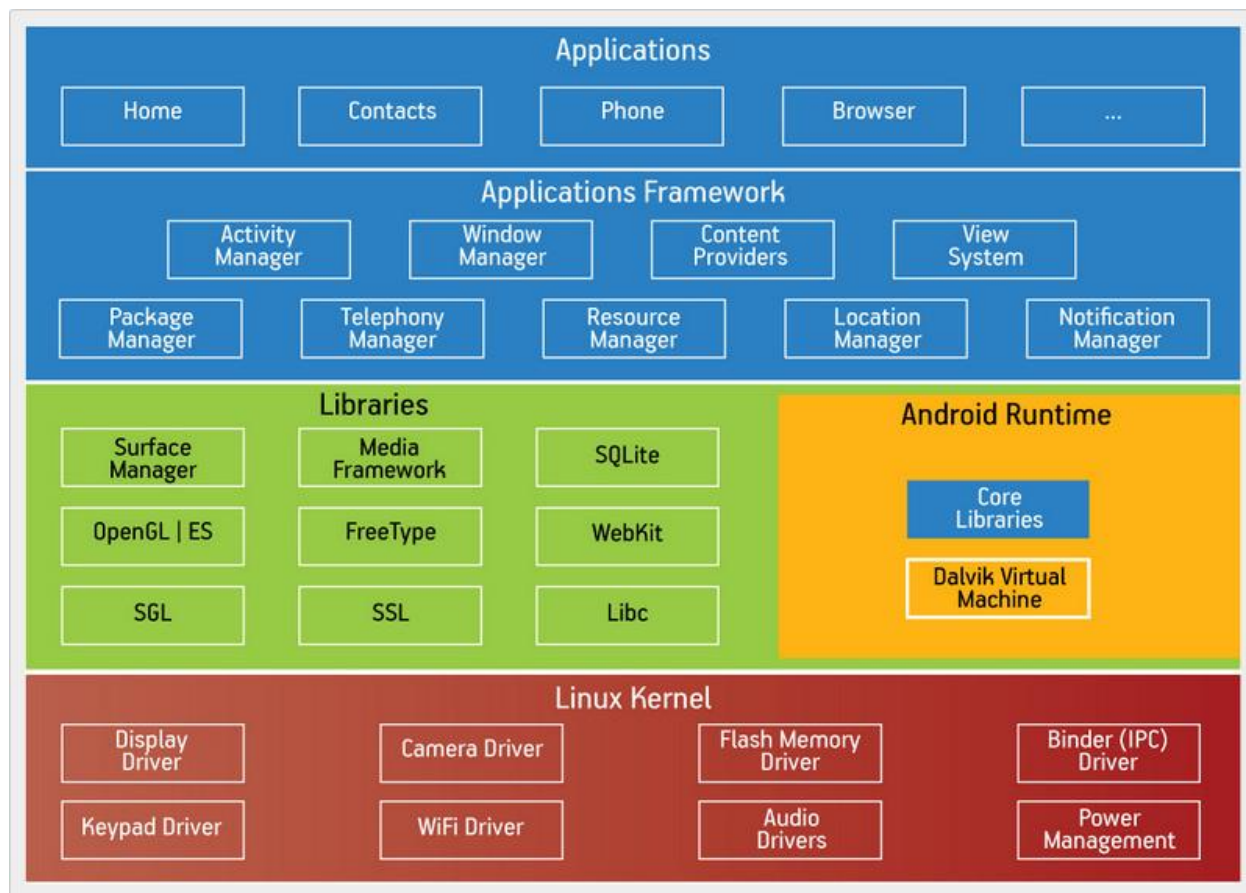 Applications
Home
Contacts
Phone
Browser
...
Applications Framework
Activity
Manager
Window
Manager
Content
Providers
View
System
Package
Manager
Telephony
Manager
Resource
Manager
Location
Manager
Notification
Manager
Libraries
Surface
Manager
Media
Framework
SQLite
OpenGL | ES
FreeType
WebKit
SGL
SSL
Libc
Android Runtime
Core
Libraries
Dalvik Virtual
Machine
Linux Kernel
Display
Driver
Camera Driver
Flash Memory
Driver
Binder (IPC)
Driver
Keypad Driver
WiFi Driver
Audio
Drivers
Power
Management